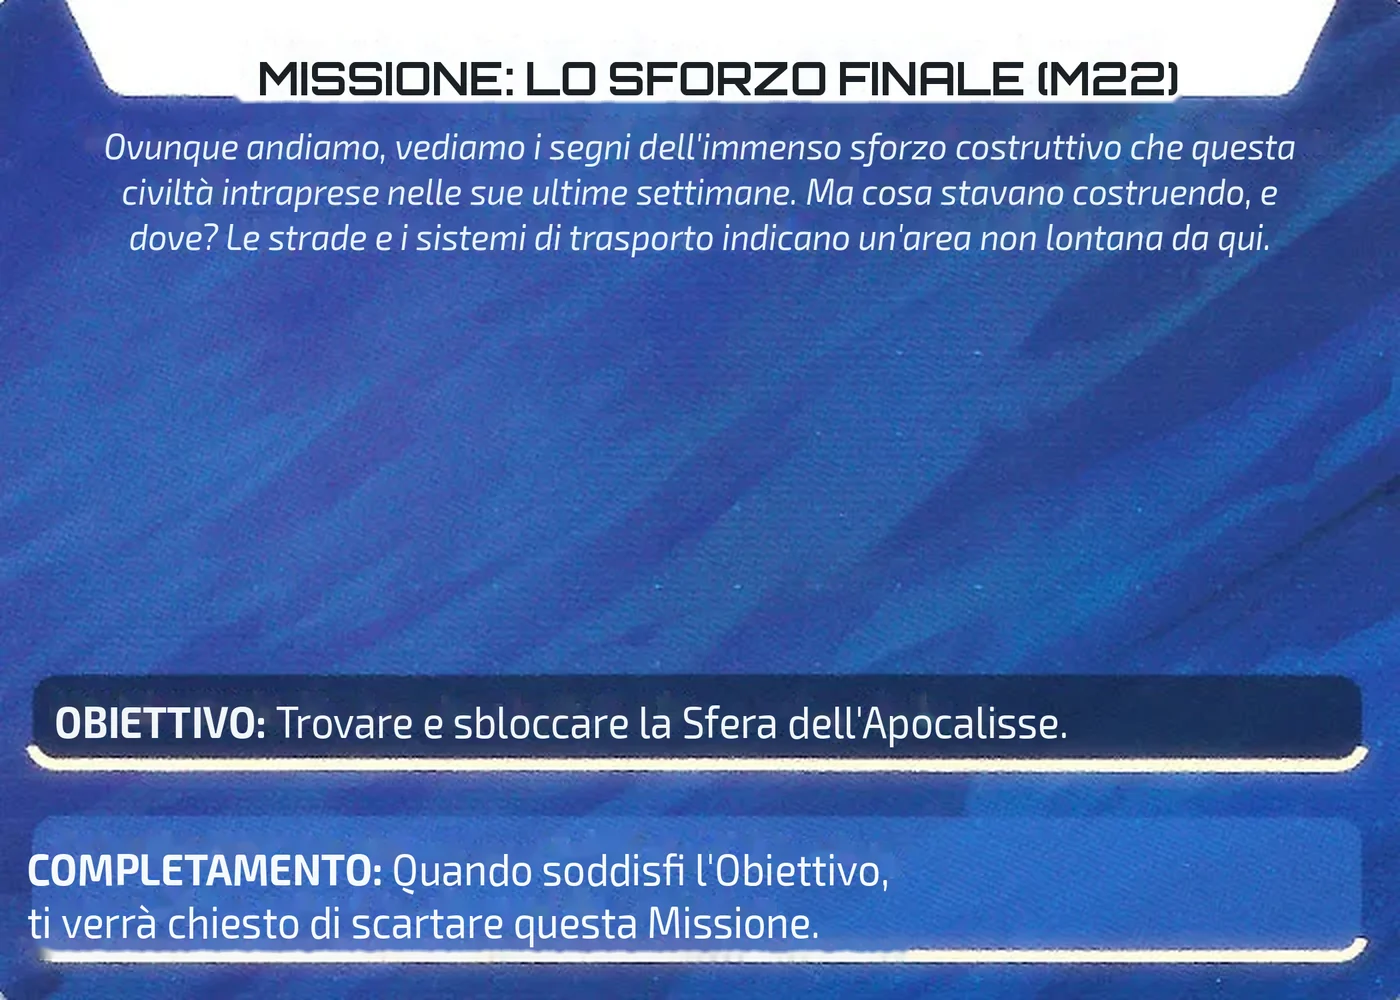 MISSIONE: LO SFORZO FINALE (M22)
Ovunque andiamo, vediamo i segni dell'immenso sforzo costruttivo che questa
civiltà intraprese nelle sue ultime settimane. Ma cosa stavano costruendo, e
dove? Le strade e i sistemi di trasporto indicano un'area non lontana da qui.
OBIETTIVO: Trovare e sbloccare la Sfera dell'Apocalisse.
COMPLETAMENTO: Quando soddisfi l'Obiettivo,
ti verrà chiesto di scartare questa Missione.